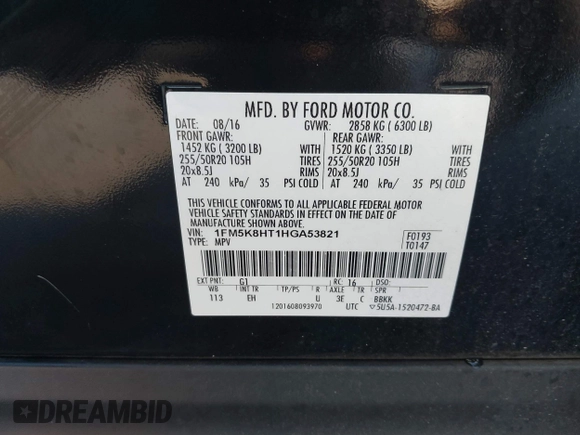 MFD. BY FORD MOTOR CO.
DATE: 08/16 GVWR: 2858 KG ( 6300 LB)
FRONT GAWR: REAR GAWR:
1452 KG ( 3200 LB) WITH 1520 KG ( 3350 LB) WITH
255/50R20 105H TIRES 255/50R20 105H TIRES
20x8.5J RIMS 20x8.5J RIMS
AT 240 kPa/ 35 PSI COLD AT 240 kPa/ 35 PSI COLD
THIS VEHICLE CONFORMS TO ALL APPLICABLE FEDERAL MOTOR
VEHICLE SAFETY STANDARDS IN EFFECT ON THE DATE OF
MANUFACTURE SHOWN ABOVE.
VIN: 1FM5K8HT1HGA53821 F0193
TYPE: MPV T0147
EXT PNT: G1 RC: 16 DSO:
WB INT TR TP/PS R AXLE TR SPR
113 EH U 3E C BBKK
1201608093970 UTC ▽5U5A-1520472-BA
DREAMBID